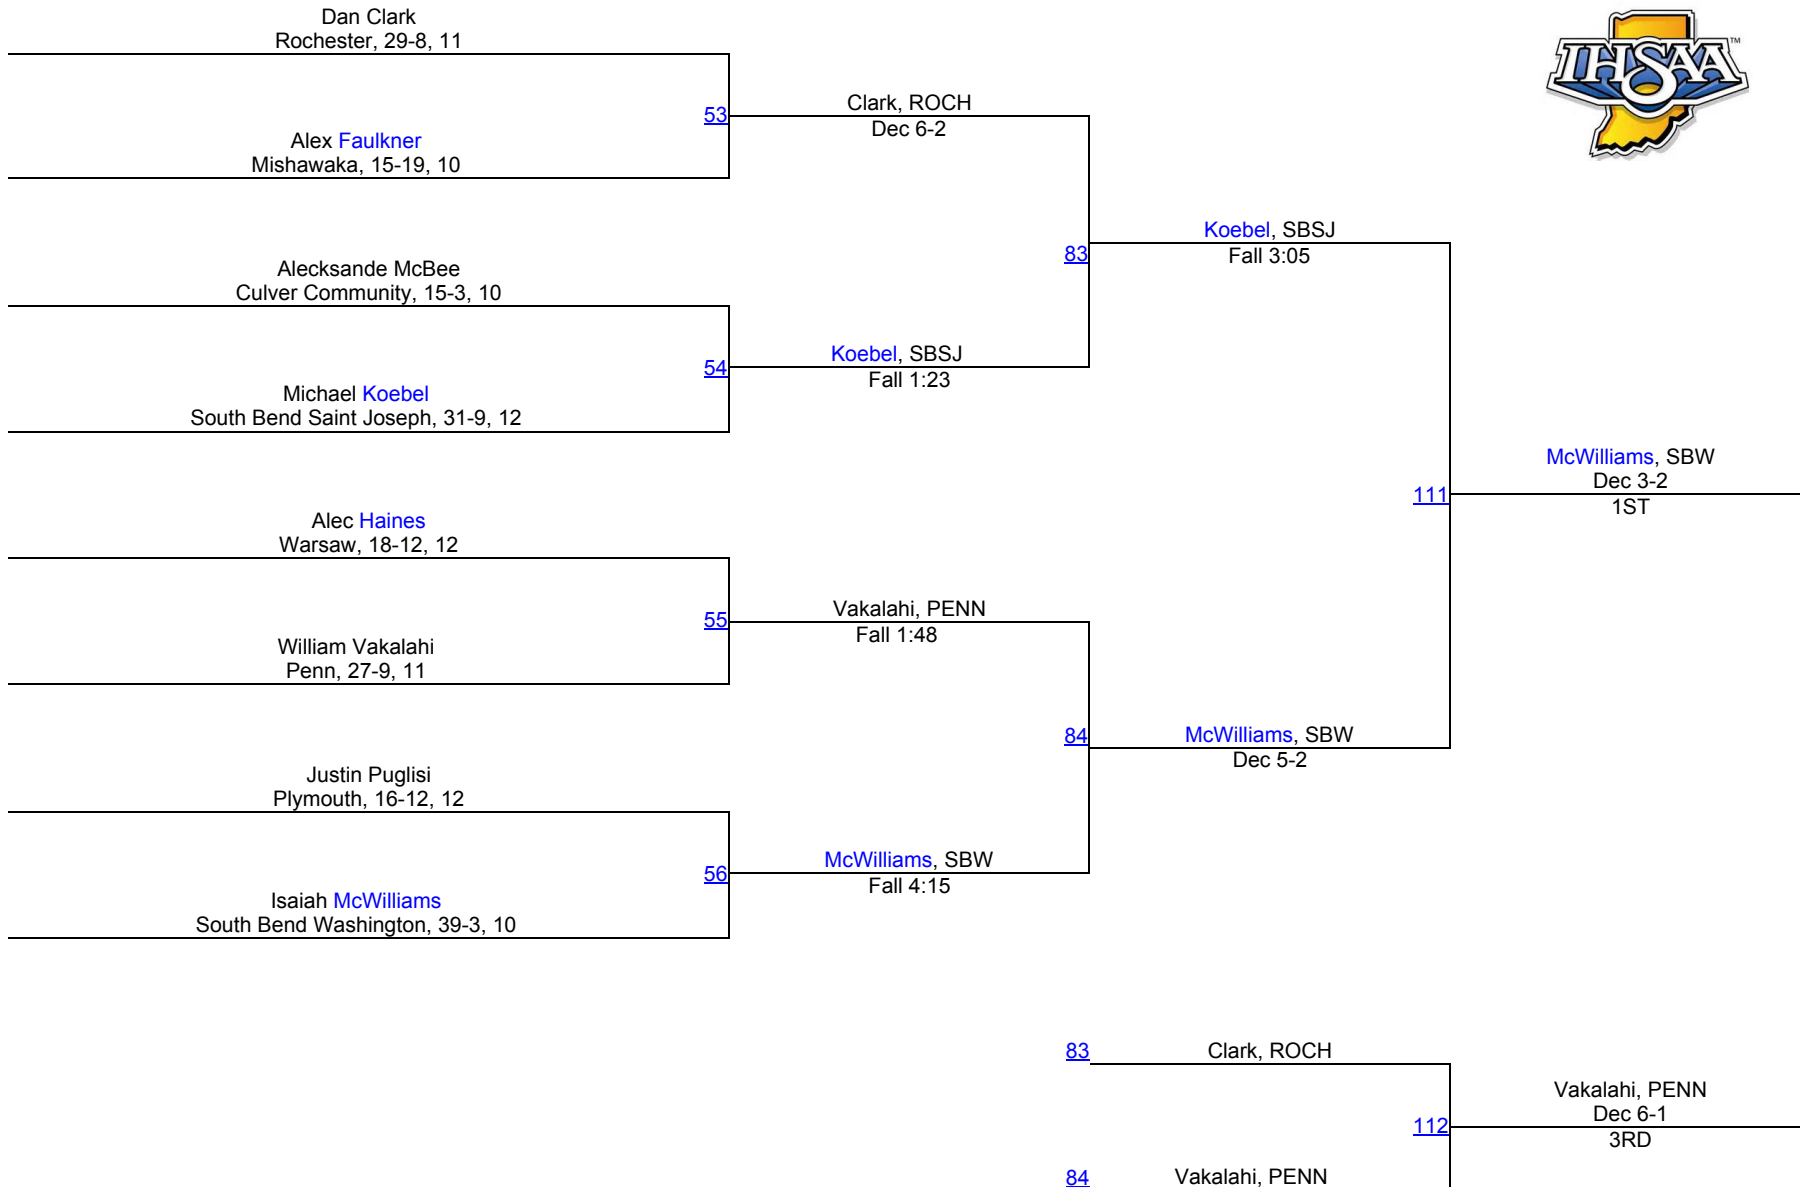 Dan Clark
Rochester, 29-8, 11
IHSAA™
53
Clark, ROCH
Dec 6-2
Alex Faulkner
Mishawaka, 15-19, 10
83
Koebel, SBSJ
Fall 3:05
Alecksande McBee
Culver Community, 15-3, 10
54
Koebel, SBSJ
Fall 1:23
Michael Koebel
South Bend Saint Joseph, 31-9, 12
111
McWilliams, SBW
Dec 3-2
1ST
Alec Haines
Warsaw, 18-12, 12
55
Vakalahi, PENN
Fall 1:48
William Vakalahi
Penn, 27-9, 11
84
McWilliams, SBW
Dec 5-2
Justin Puglisi
Plymouth, 16-12, 12
56
McWilliams, SBW
Fall 4:15
Isaiah McWilliams
South Bend Washington, 39-3, 10
83
Clark, ROCH
112
Vakalahi, PENN
Dec 6-1
3RD
84
Vakalahi, PENN